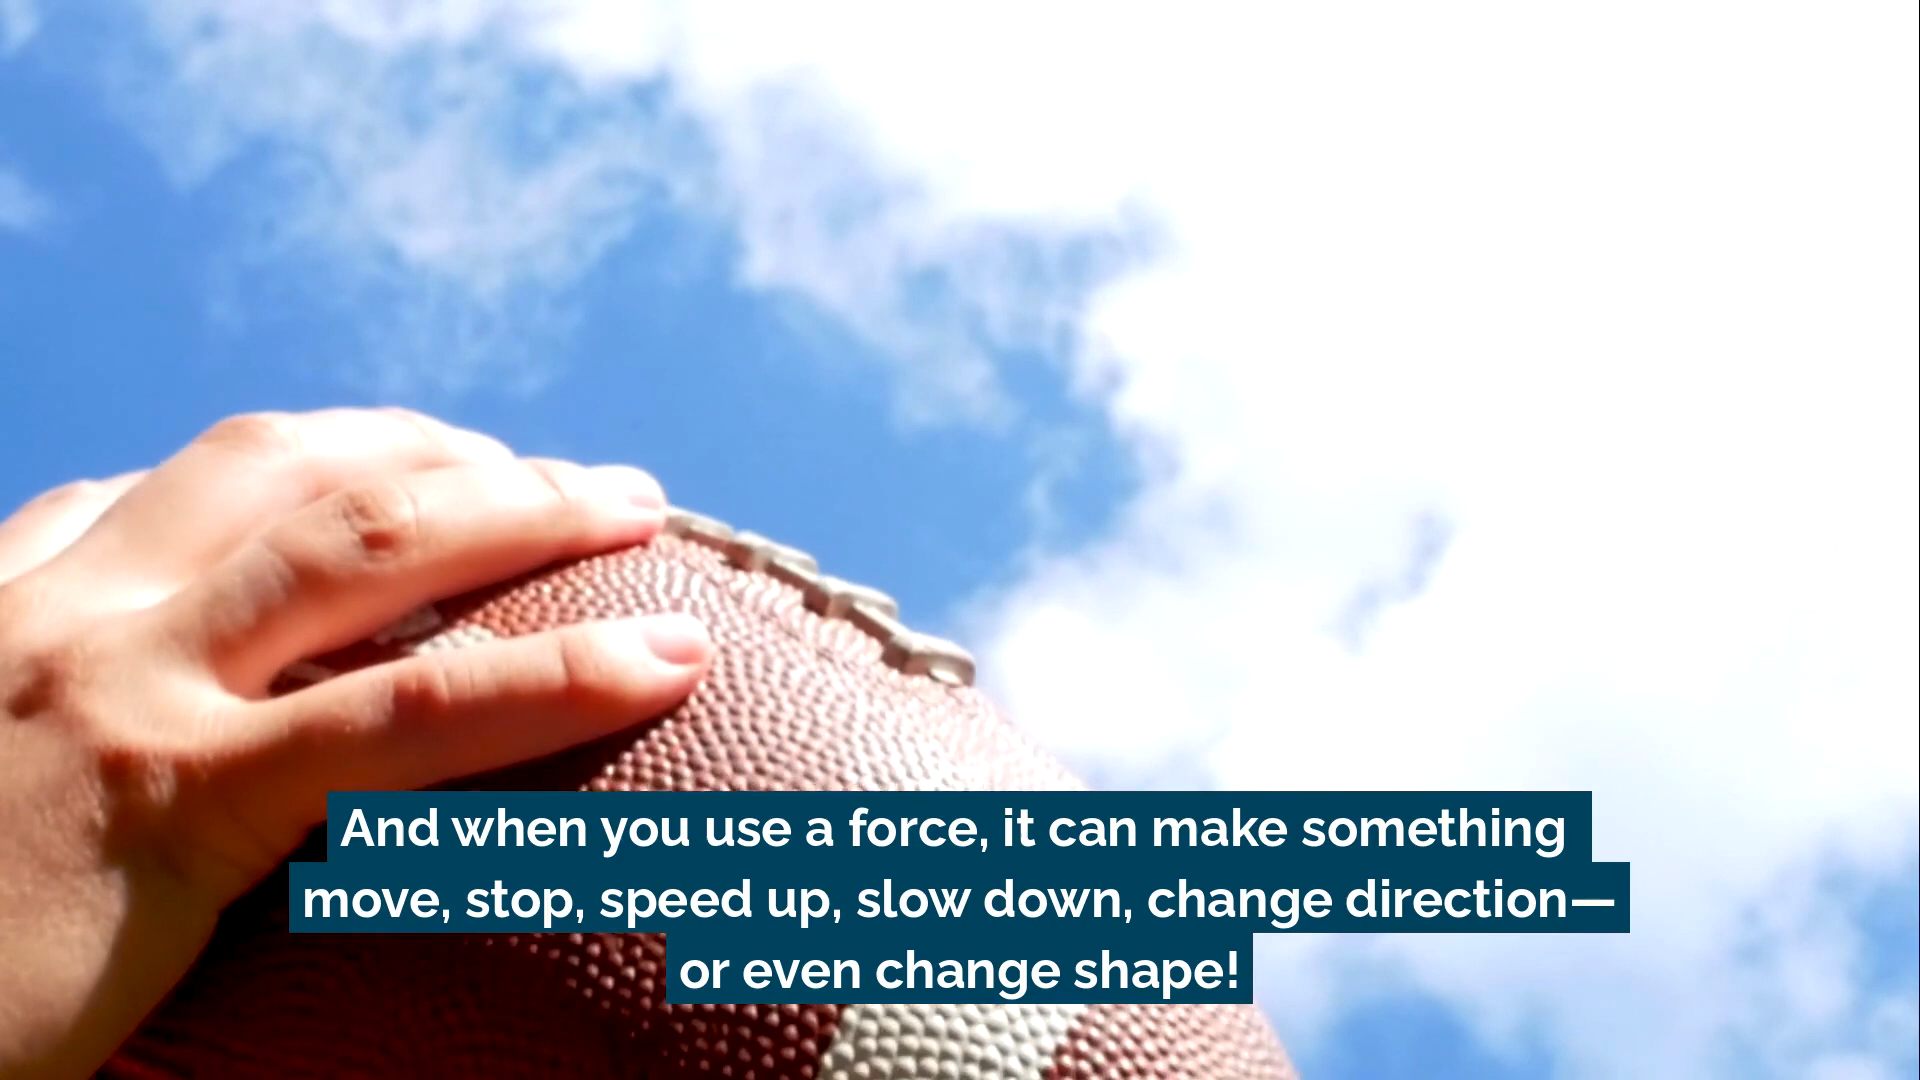 And when you use a force, it can make something
move, stop, speed up, slow down, change direction—
or even change shape!